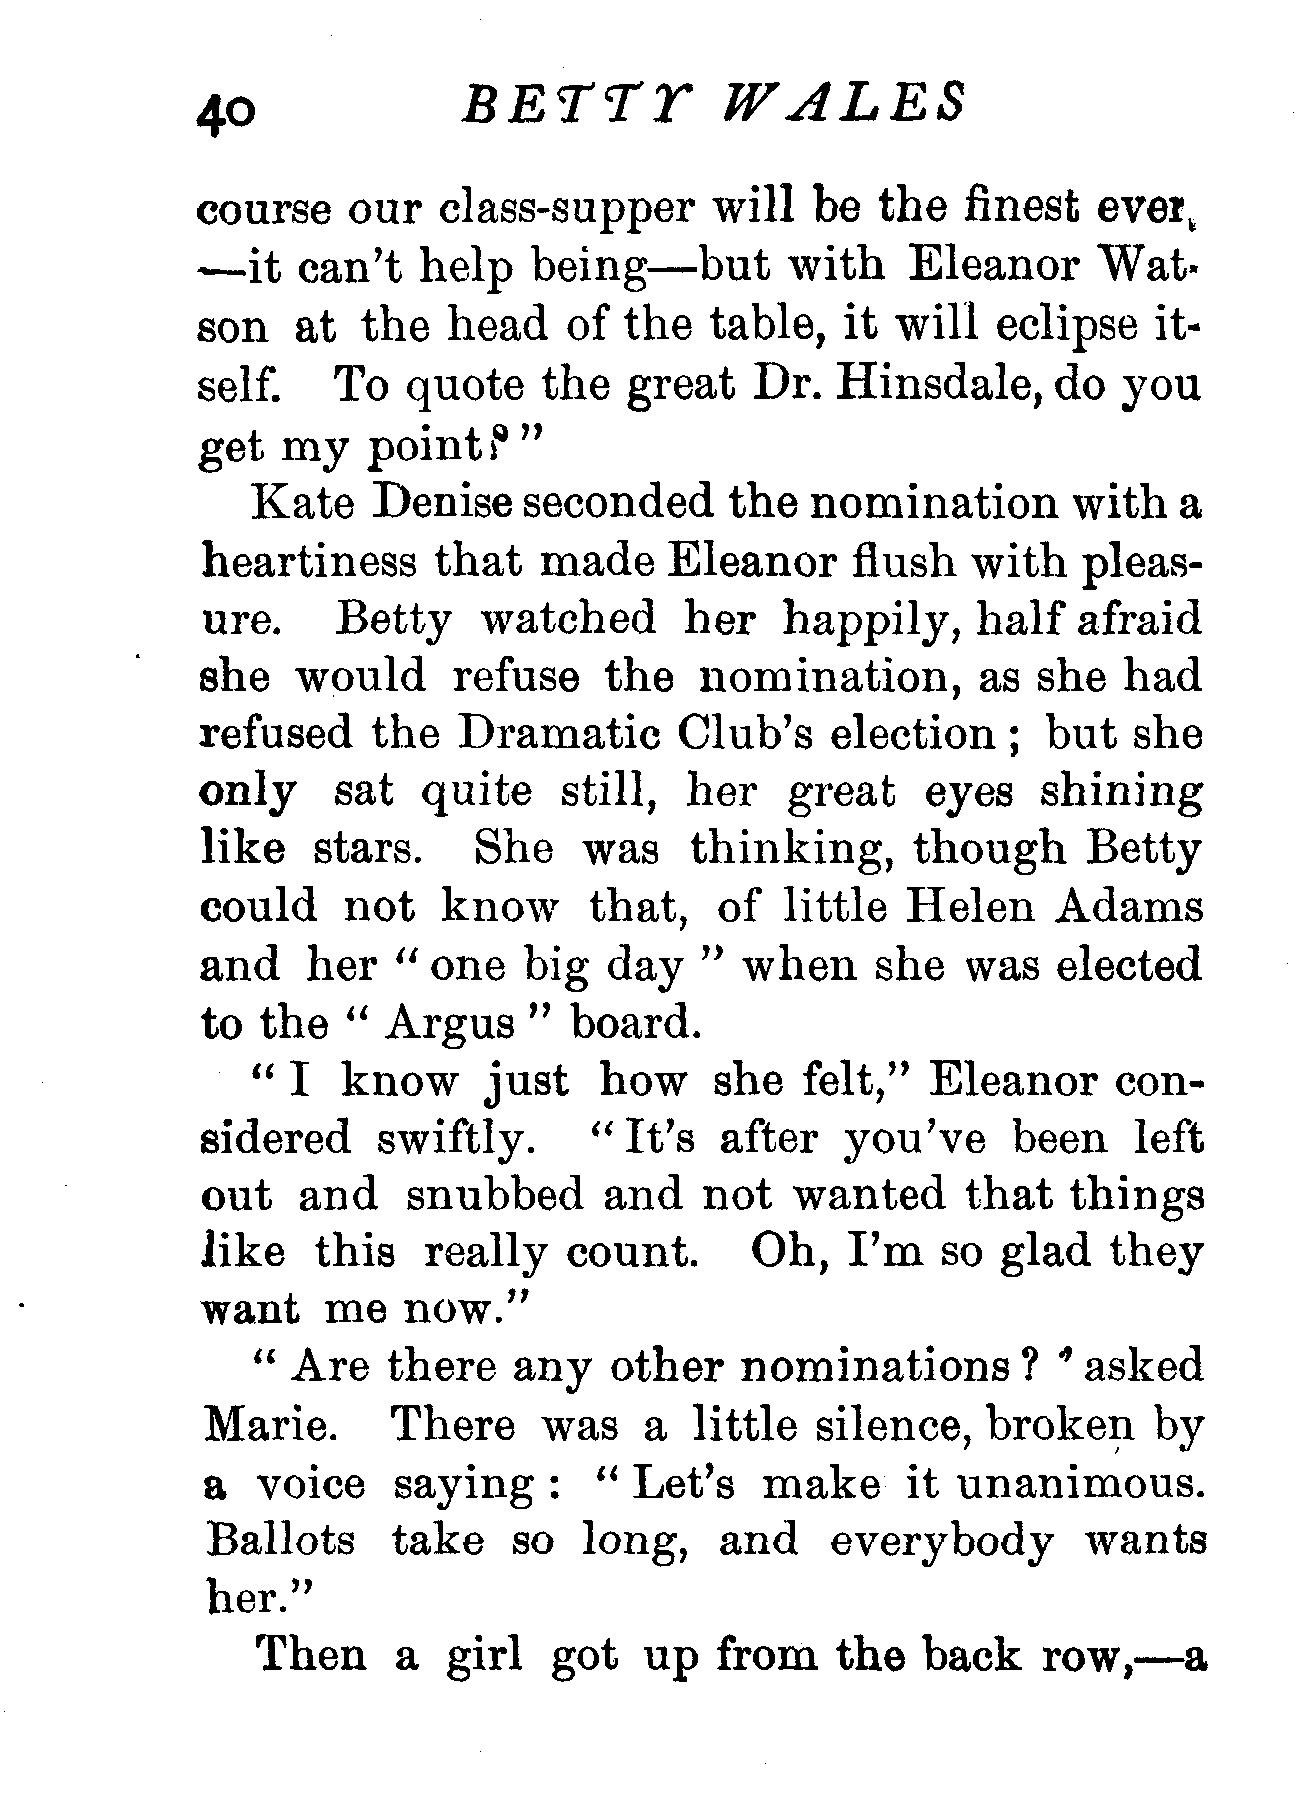 40 BETTY WALES
course our class-supper will be the finest ever,
—it can't help being—but with Eleanor Wat-
son at the head of the table, it will eclipse it-
self. To quote the great Dr. Hinsdale, do you
get my point?"
Kate Denise seconded the nomination with a
heartiness that made Eleanor flush with pleas-
ure. Betty watched her happily, half afraid
she would refuse the nomination, as she had
refused the Dramatic Club's election; but she
only sat quite still, her great eyes shining
like stars. She was thinking, though Betty
could not know that, of little Helen Adams
and her "one big day" when she was elected
to the "Argus" board.
"I know just how she felt," Eleanor con-
sidered swiftly. "It's after you've been left
out and snubbed and not wanted that things
like this really count. Oh, I'm so glad they
want me now."
"Are there any other nominations?" asked
Marie. There was a little silence, broken by
a voice saying: "Let's make it unanimous.
Ballots take so long, and everybody wants
her."
Then a girl got up from the back row,—a